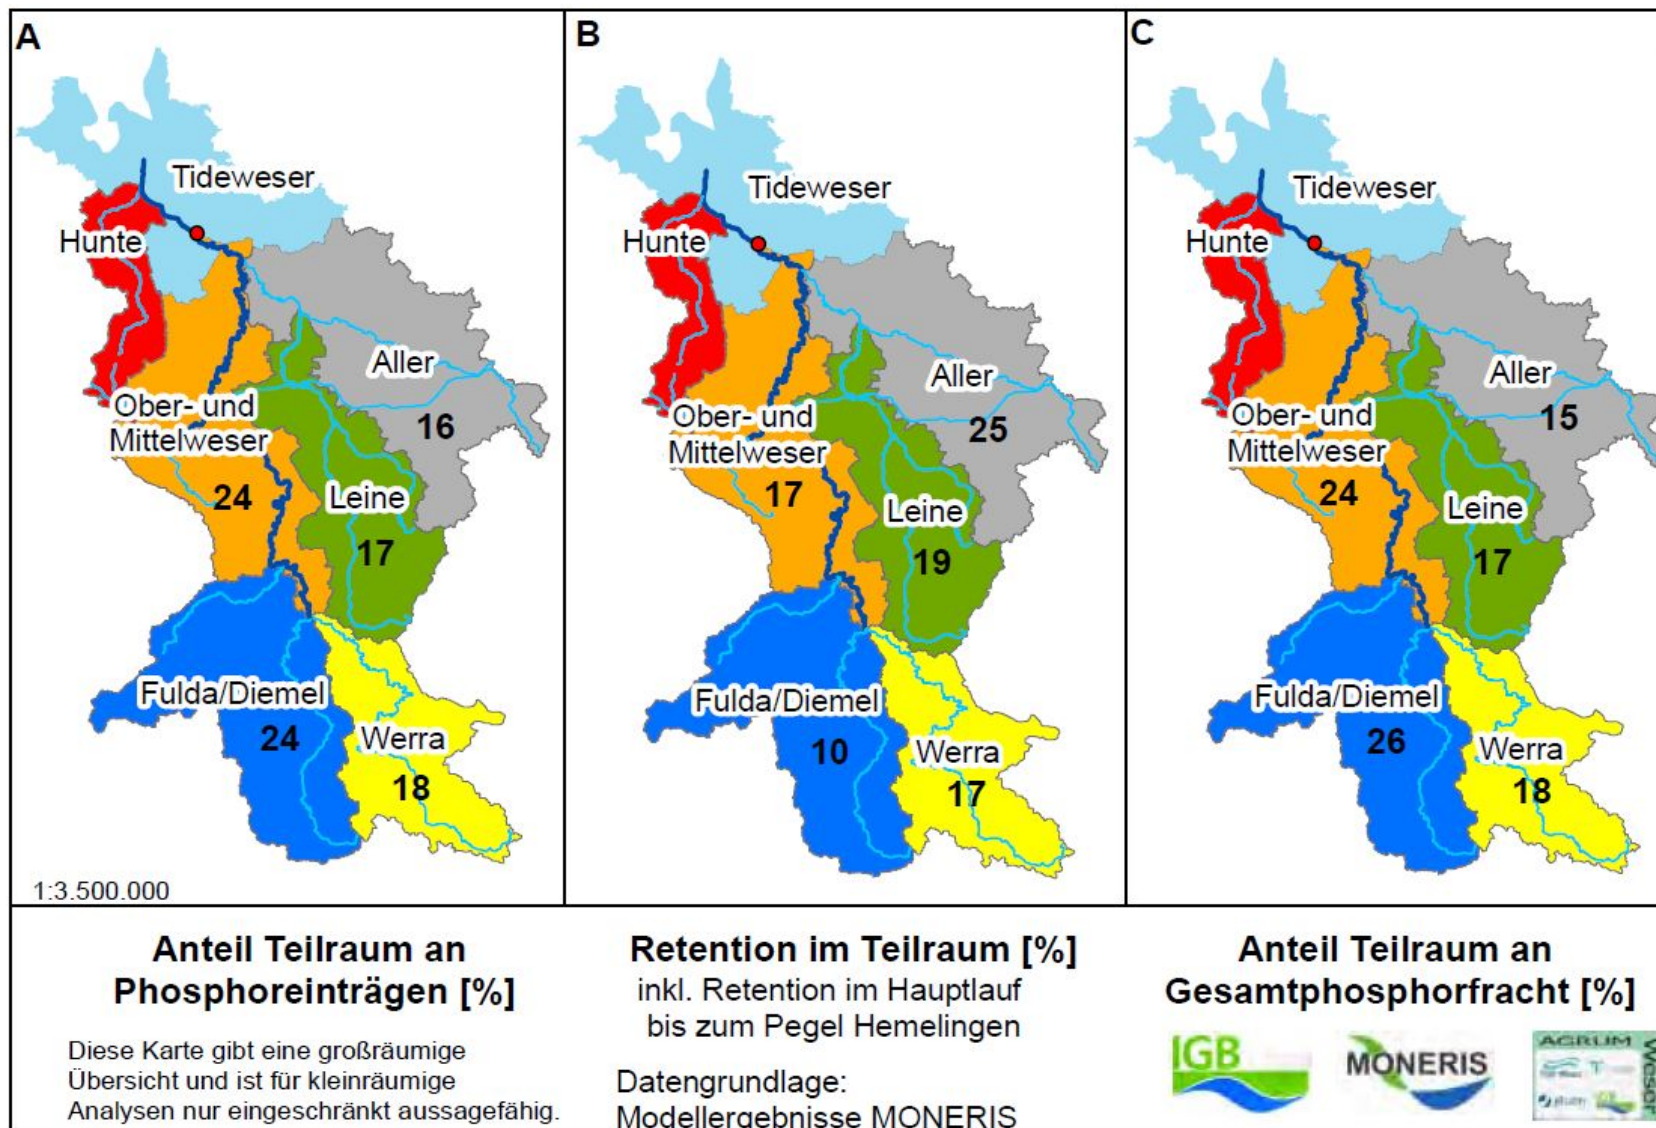 A
Tideweser
Hunte
Aller
16
Ober- und
Mittelweser
24
Leine
17
Fulda/Diemel
24
Werra
18
1:3.500.000
B
Tideweser
Hunte
Aller
25
Ober- und
Mittelweser
17
Leine
19
Fulda/Diemel
10
Werra
17
C
Tideweser
Hunte
Aller
15
Ober- und
Mittelweser
24
Leine
17
Fulda/Diemel
26
Werra
18
Anteil Teilraum an
Phosphoreinträgen [%]
Diese Karte gibt eine großräumige
Übersicht und ist für kleinräumige
Analysen nur eingeschränkt aussagefähig.
Retention im Teilraum [%]
inkl. Retention im Hauptlauf
bis zum Pegel Hemelingen
Datengrundlage:
Modellergebnisse MONERIS
Anteil Teilraum an
Gesamtphosphorfracht [%]
IGB
MONERIS
AGRUM
Weser